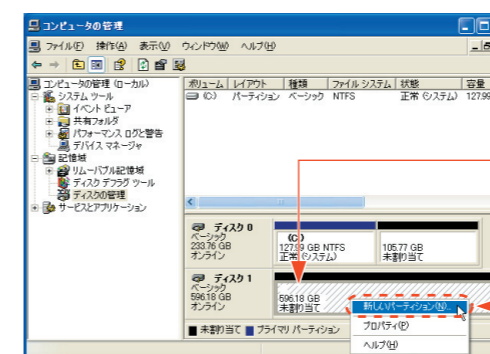 コンピュータの管理
ファイル(F) 操作(A) 表示(V) ウィンドウ(W) ヘルプ(H)
コンピュータの管理 (ローカル)
システム ツール
イベント ビューア
共有フォルダ
パフォーマンス ログと警告
デバイス マネージャ
記憶域
リムーバブル記憶域
ディスク デフラグ ツール
ディスクの管理
サービスとアプリケーション
ボリューム レイアウト 種類 ファイル システム 状態 容量
(C:) パーティション ベーシック NTFS 正常 (システム) 127.99
ディスク 0
ベーシック
233.76 GB
オンライン
(C:)
127.99 GB NTFS
正常 (システム)
105.77 GB
未割り当て
ディスク 1
ベーシック
596.18 GB
オンライン
596.18 GB
未割り当て
新しいパーティション(N)...
プロパティ(P)
ヘルプ(H)
未割り当て プライマリ パーティション